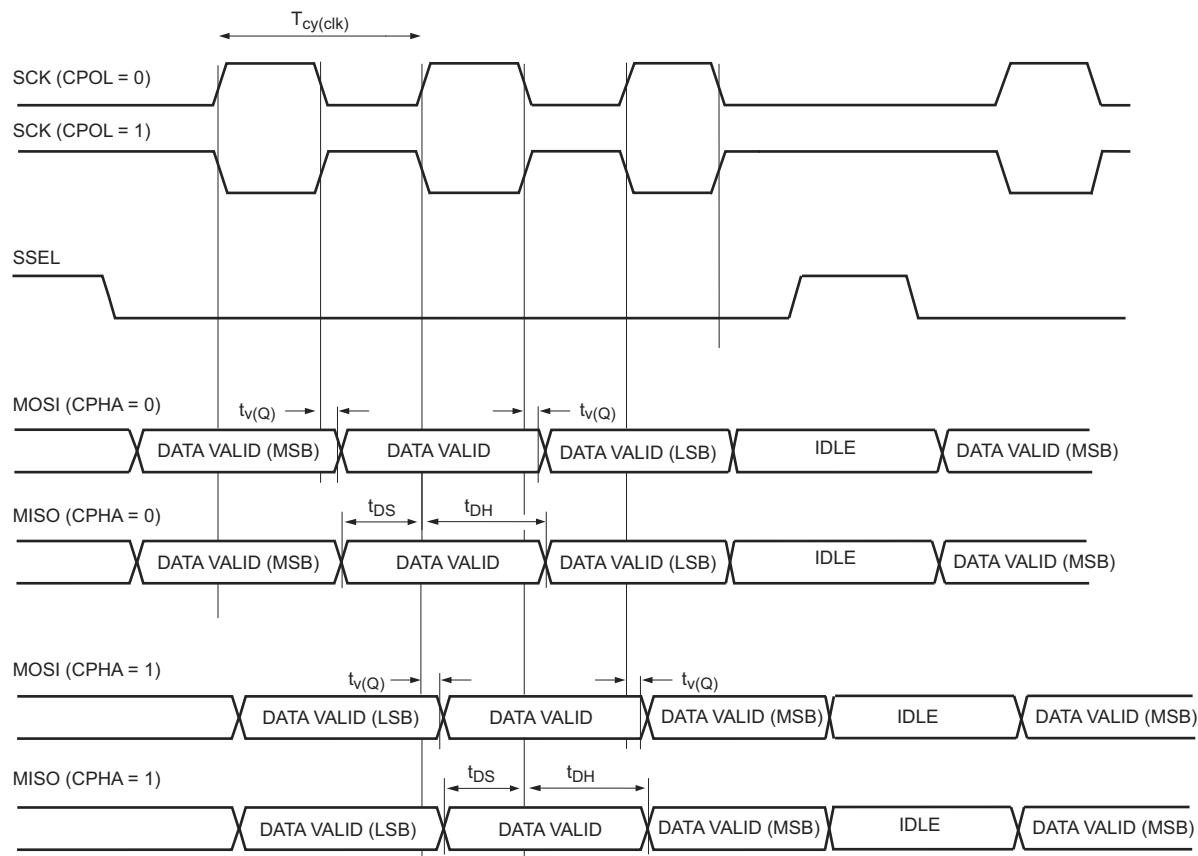 Tcy(clk)
SCK (CPOL = 0)
SCK (CPOL = 1)
SSEL
MOSI (CPHA = 0)
tv(Q) tv(Q)
DATA VALID (MSB) DATA VALID DATA VALID (LSB) IDLE DATA VALID (MSB)
tDS tDH
MISO (CPHA = 0)
DATA VALID (MSB) DATA VALID DATA VALID (LSB) IDLE DATA VALID (MSB)
MOSI (CPHA = 1)
tv(Q) tv(Q)
DATA VALID (LSB) DATA VALID DATA VALID (MSB) IDLE DATA VALID (MSB)
tDS tDH
MISO (CPHA = 1)
DATA VALID (LSB) DATA VALID DATA VALID (MSB) IDLE DATA VALID (MSB)